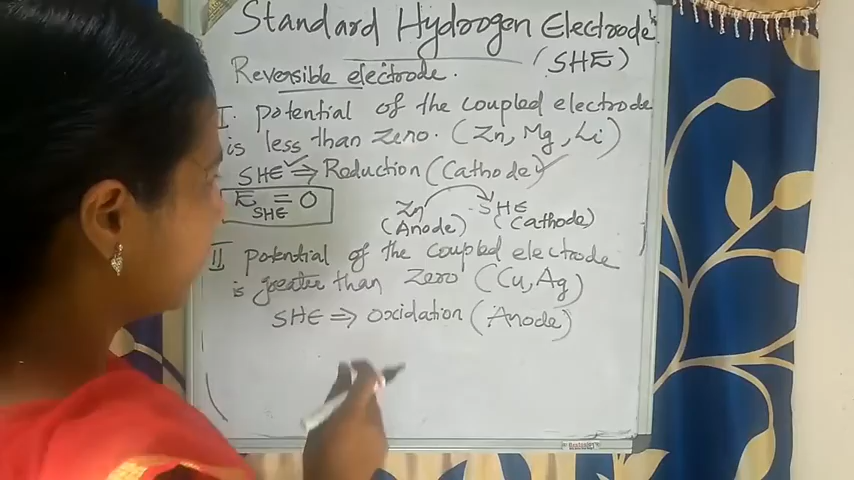 Standard Hydrogen Electrode
(SHE)
Reversible electrode.
I. potential of the coupled electrode
is less than zero. (Zn, Mg, Li)
SHE ✓ ⇒ Reduction (Cathode) ✓
E SHE = 0
Zn SHE
(Anode) (Cathode)
II potential of the coupled electrode
is greater than zero (Cu, Ag)
SHE ⇒ Oxidation (Anode)